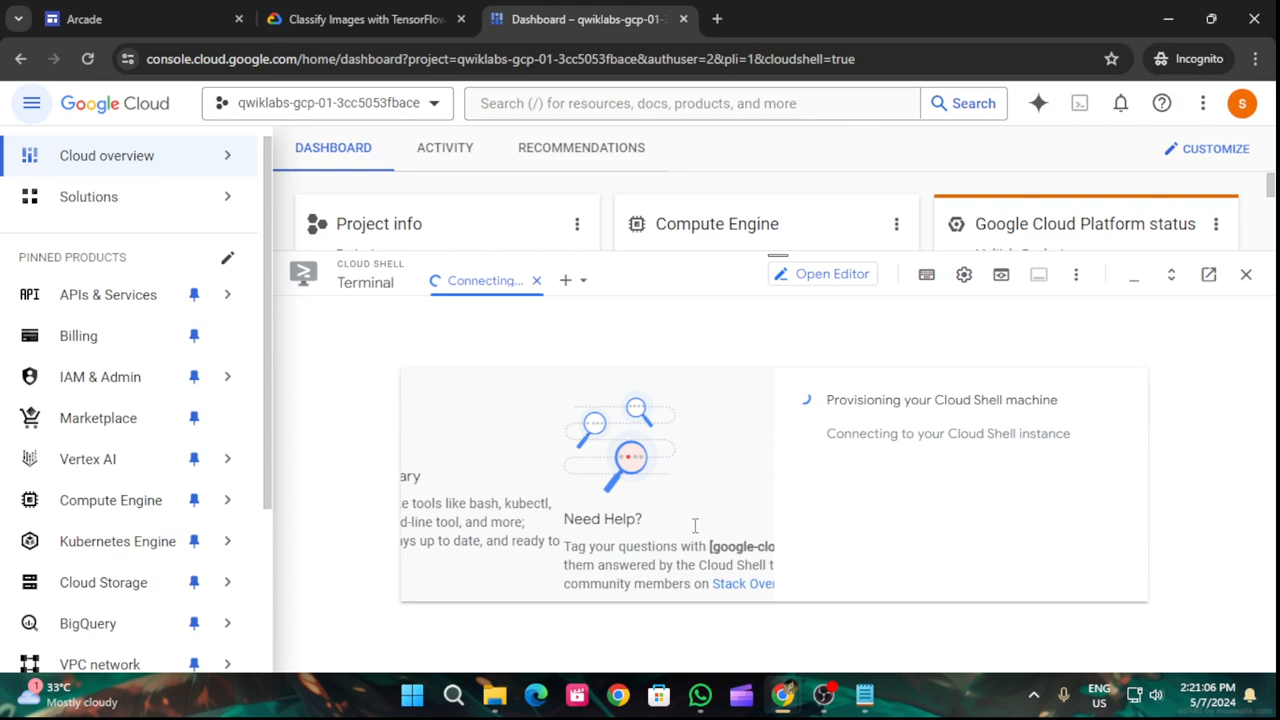 Arcade
Classify Images with TensorFlow
Dashboard – qwiklabs-gcp-01-
console.cloud.google.com/home/dashboard?project=qwiklabs-gcp-01-3cc5053fbace&authuser=2&pli=1&cloudshell=true
Incognito
Google Cloud
qwiklabs-gcp-01-3cc5053fbace
Search (/) for resources, docs, products, and more
Search
S
Cloud overview
Solutions
PINNED PRODUCTS
API APIs & Services
Billing
IAM & Admin
Marketplace
Vertex AI
Compute Engine
Kubernetes Engine
Cloud Storage
BigQuery
VPC network
DASHBOARD
ACTIVITY
RECOMMENDATIONS
CUSTOMIZE
Project info
Compute Engine
Google Cloud Platform status
CLOUD SHELL
Terminal
Connecting...
Open Editor
ary
e tools like bash, kubectl,
d-line tool, and more;
ys up to date, and ready to
Need Help?
Tag your questions with [google-clo
them answered by the Cloud Shell t
community members on Stack Over
Provisioning your Cloud Shell machine
Connecting to your Cloud Shell instance
1
33°C
Mostly cloudy
ENG
US
2:21:06 PM
5/7/2024